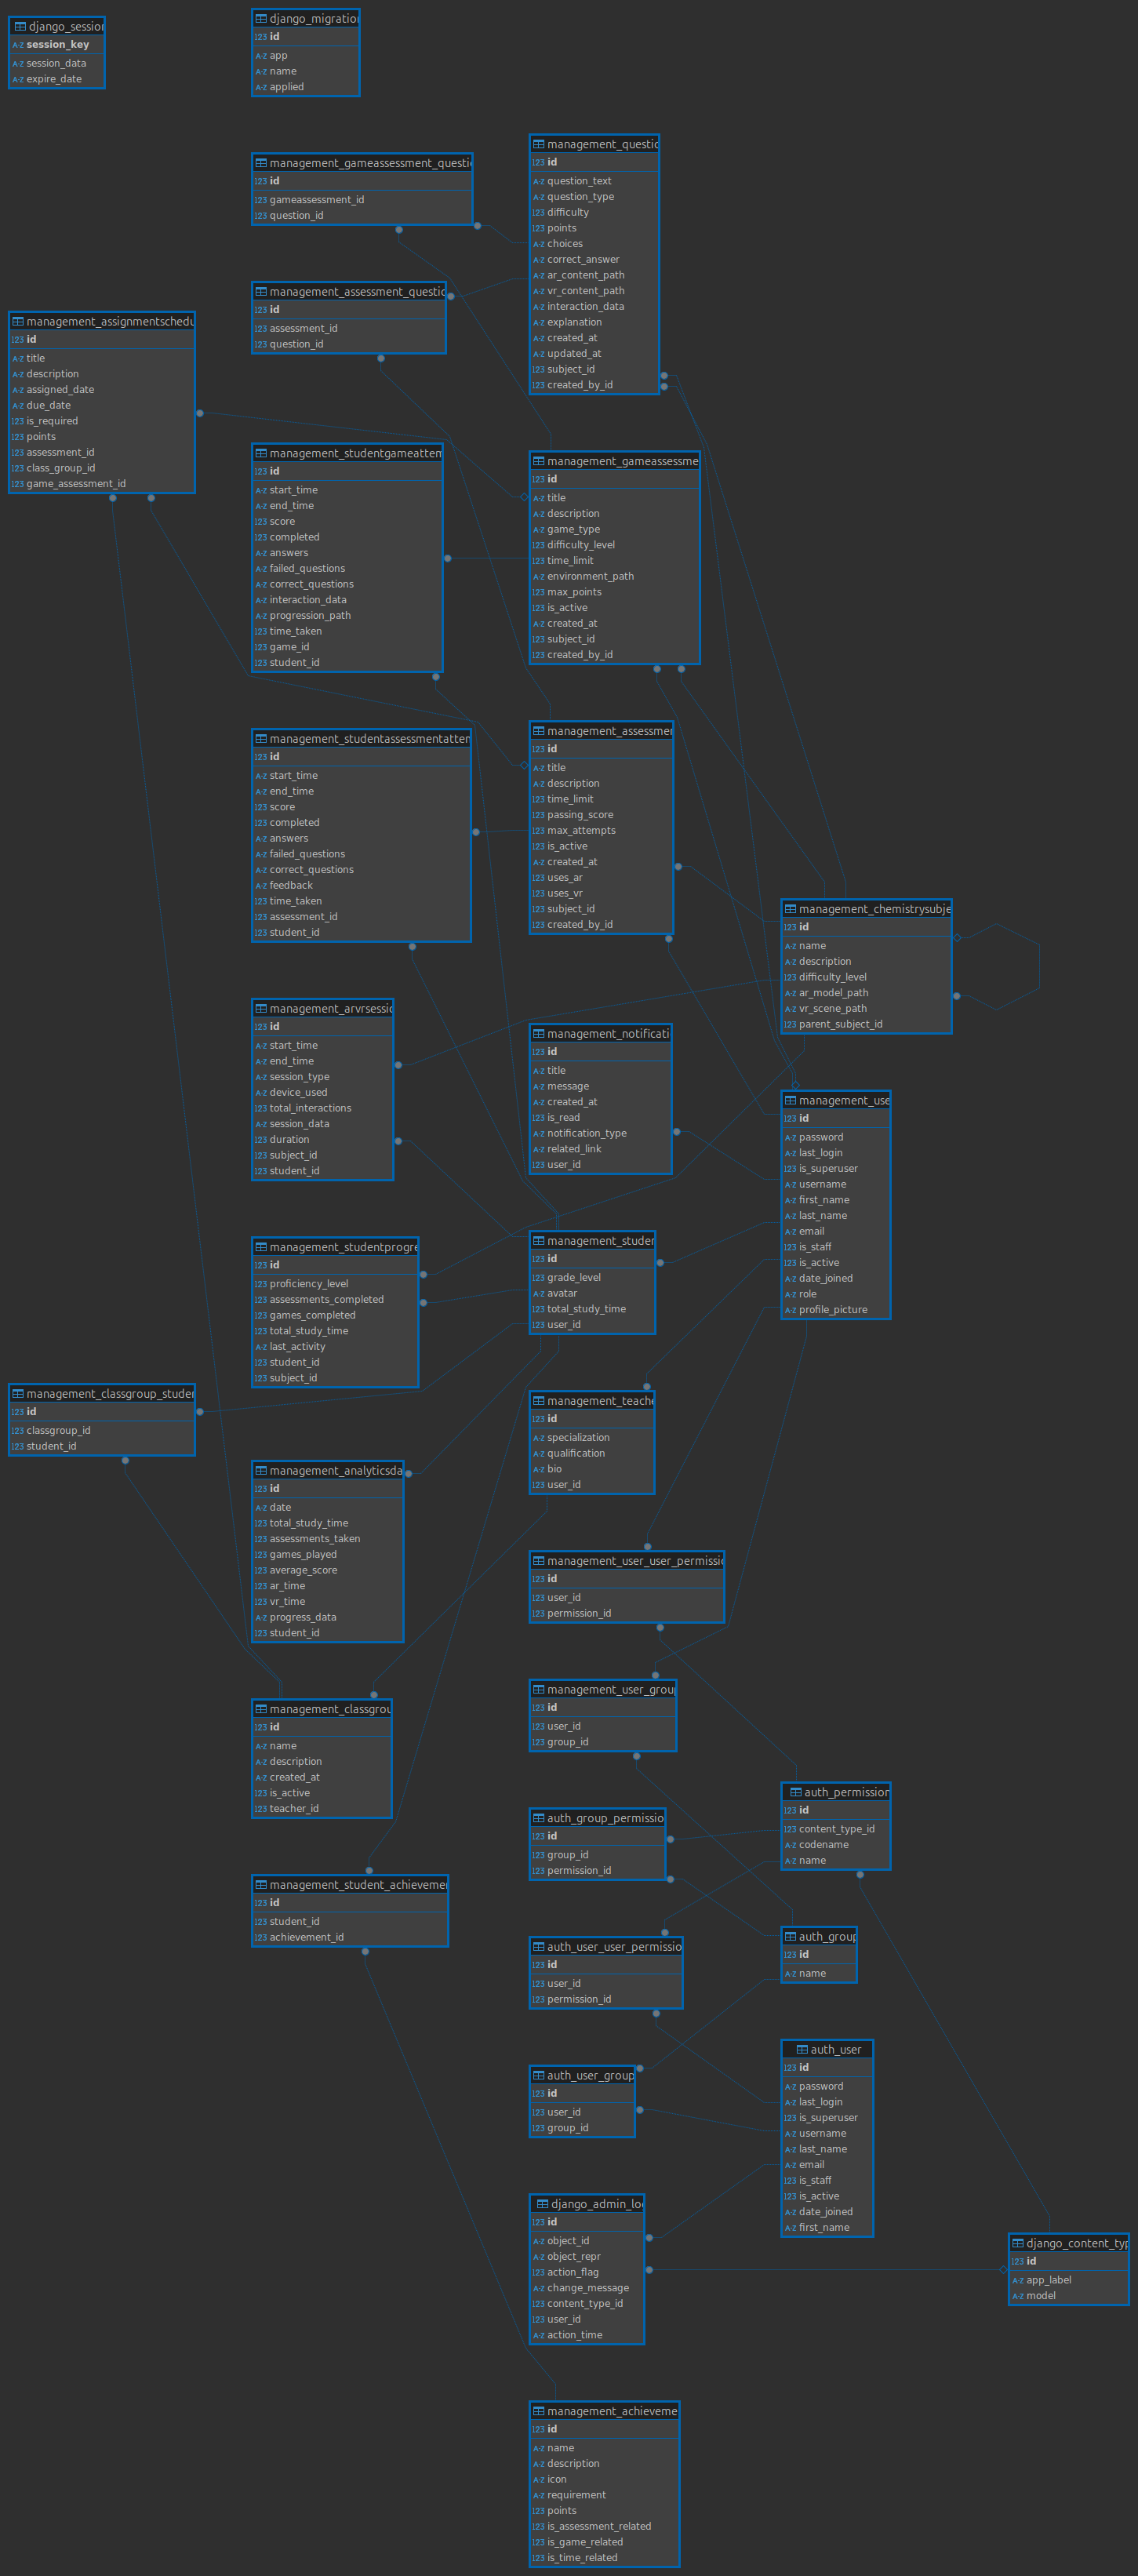 django_session
A-Z session_key
A-Z session_data
A-Z expire_date
django_migration
123 id
A-Z app
A-Z name
A-Z applied
management_gameassessment_questi
123 id
123 gameassessment_id
123 question_id
management_questio
123 id
A-Z question_text
A-Z question_type
123 difficulty
123 points
A-Z choices
A-Z correct_answer
A-Z ar_content_path
A-Z vr_content_path
A-Z interaction_data
A-Z explanation
A-Z created_at
A-Z updated_at
123 subject_id
123 created_by_id
management_assessment_questio
123 id
123 assessment_id
123 question_id
management_assignmentschedu
123 id
A-Z title
A-Z description
A-Z assigned_date
A-Z due_date
123 is_required
123 points
123 assessment_id
123 class_group_id
123 game_assessment_id
management_studentgameattem
123 id
A-Z start_time
A-Z end_time
123 score
123 completed
A-Z answers
A-Z failed_questions
A-Z correct_questions
A-Z interaction_data
A-Z progression_path
123 time_taken
123 game_id
123 student_id
management_gameassessme
123 id
A-Z title
A-Z description
A-Z game_type
123 difficulty_level
123 time_limit
A-Z environment_path
123 max_points
123 is_active
A-Z created_at
123 subject_id
123 created_by_id
management_studentassessmentatten
123 id
A-Z start_time
A-Z end_time
123 score
123 completed
A-Z answers
A-Z failed_questions
A-Z correct_questions
A-Z feedback
123 time_taken
123 assessment_id
123 student_id
management_assessmen
123 id
A-Z title
A-Z description
123 time_limit
123 passing_score
123 max_attempts
123 is_active
A-Z created_at
123 uses_ar
123 uses_vr
123 subject_id
123 created_by_id
management_chemistrysubje
123 id
A-Z name
A-Z description
123 difficulty_level
A-Z ar_model_path
A-Z vr_scene_path
123 parent_subject_id
management_arvrsessio
123 id
A-Z start_time
A-Z end_time
A-Z session_type
A-Z device_used
123 total_interactions
A-Z session_data
123 duration
123 subject_id
123 student_id
management_notificati
123 id
A-Z title
A-Z message
A-Z created_at
123 is_read
A-Z notification_type
A-Z related_link
123 user_id
management_use
123 id
A-Z password
A-Z last_login
123 is_superuser
A-Z username
A-Z first_name
A-Z last_name
A-Z email
123 is_staff
123 is_active
A-Z date_joined
A-Z role
A-Z profile_picture
management_studentprogre
123 id
123 proficiency_level
123 assessments_completed
123 games_completed
123 total_study_time
A-Z last_activity
123 student_id
123 subject_id
management_studen
123 id
123 grade_level
A-Z avatar
123 total_study_time
123 user_id
management_classgroup_studen
123 id
123 classgroup_id
123 student_id
management_teache
123 id
A-Z specialization
A-Z qualification
A-Z bio
123 user_id
management_analyticsda
123 id
A-Z date
123 total_study_time
123 assessments_taken
123 games_played
123 average_score
123 ar_time
123 vr_time
A-Z progress_data
123 student_id
management_user_user_permissio
123 id
123 user_id
123 permission_id
management_user_group
123 id
123 user_id
123 group_id
management_classgrou
123 id
A-Z name
A-Z description
A-Z created_at
123 is_active
123 teacher_id
auth_permission
123 id
123 content_type_id
A-Z codename
A-Z name
auth_group_permissio
123 id
123 group_id
123 permission_id
management_student_achievemen
123 id
123 student_id
123 achievement_id
auth_user_user_permissio
123 id
123 user_id
123 permission_id
auth_group
123 id
A-Z name
auth_user
123 id
A-Z password
A-Z last_login
123 is_superuser
A-Z username
A-Z last_name
A-Z email
123 is_staff
123 is_active
A-Z date_joined
A-Z first_name
auth_user_group
123 id
123 user_id
123 group_id
django_admin_log
123 id
A-Z object_id
A-Z object_repr
123 action_flag
A-Z change_message
123 content_type_id
123 user_id
A-Z action_time
django_content_typ
123 id
A-Z app_label
A-Z model
management_achieveme
123 id
A-Z name
A-Z description
A-Z icon
A-Z requirement
123 points
123 is_assessment_related
123 is_game_related
123 is_time_related